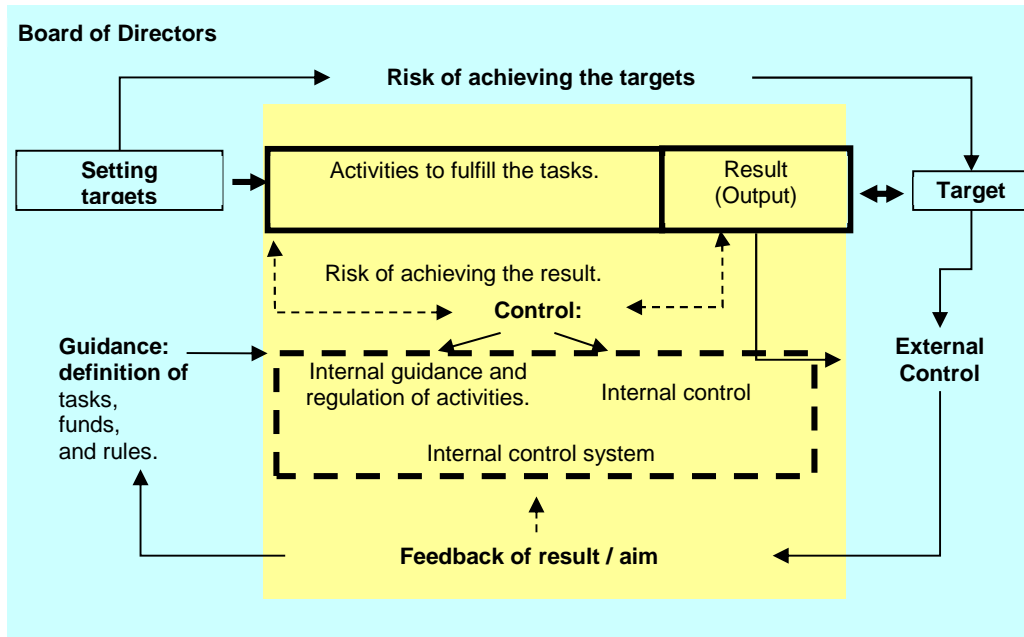 Board of Directors
Risk of achieving the targets
Setting
targets
Activities to fulfill the tasks.
Result
(Output)
Target
Risk of achieving the result.
Control:
Guidance:
definition of
tasks,
funds,
and rules.
Internal guidance and
regulation of activities.
Internal control
External
Control
Internal control system
Feedback of result / aim